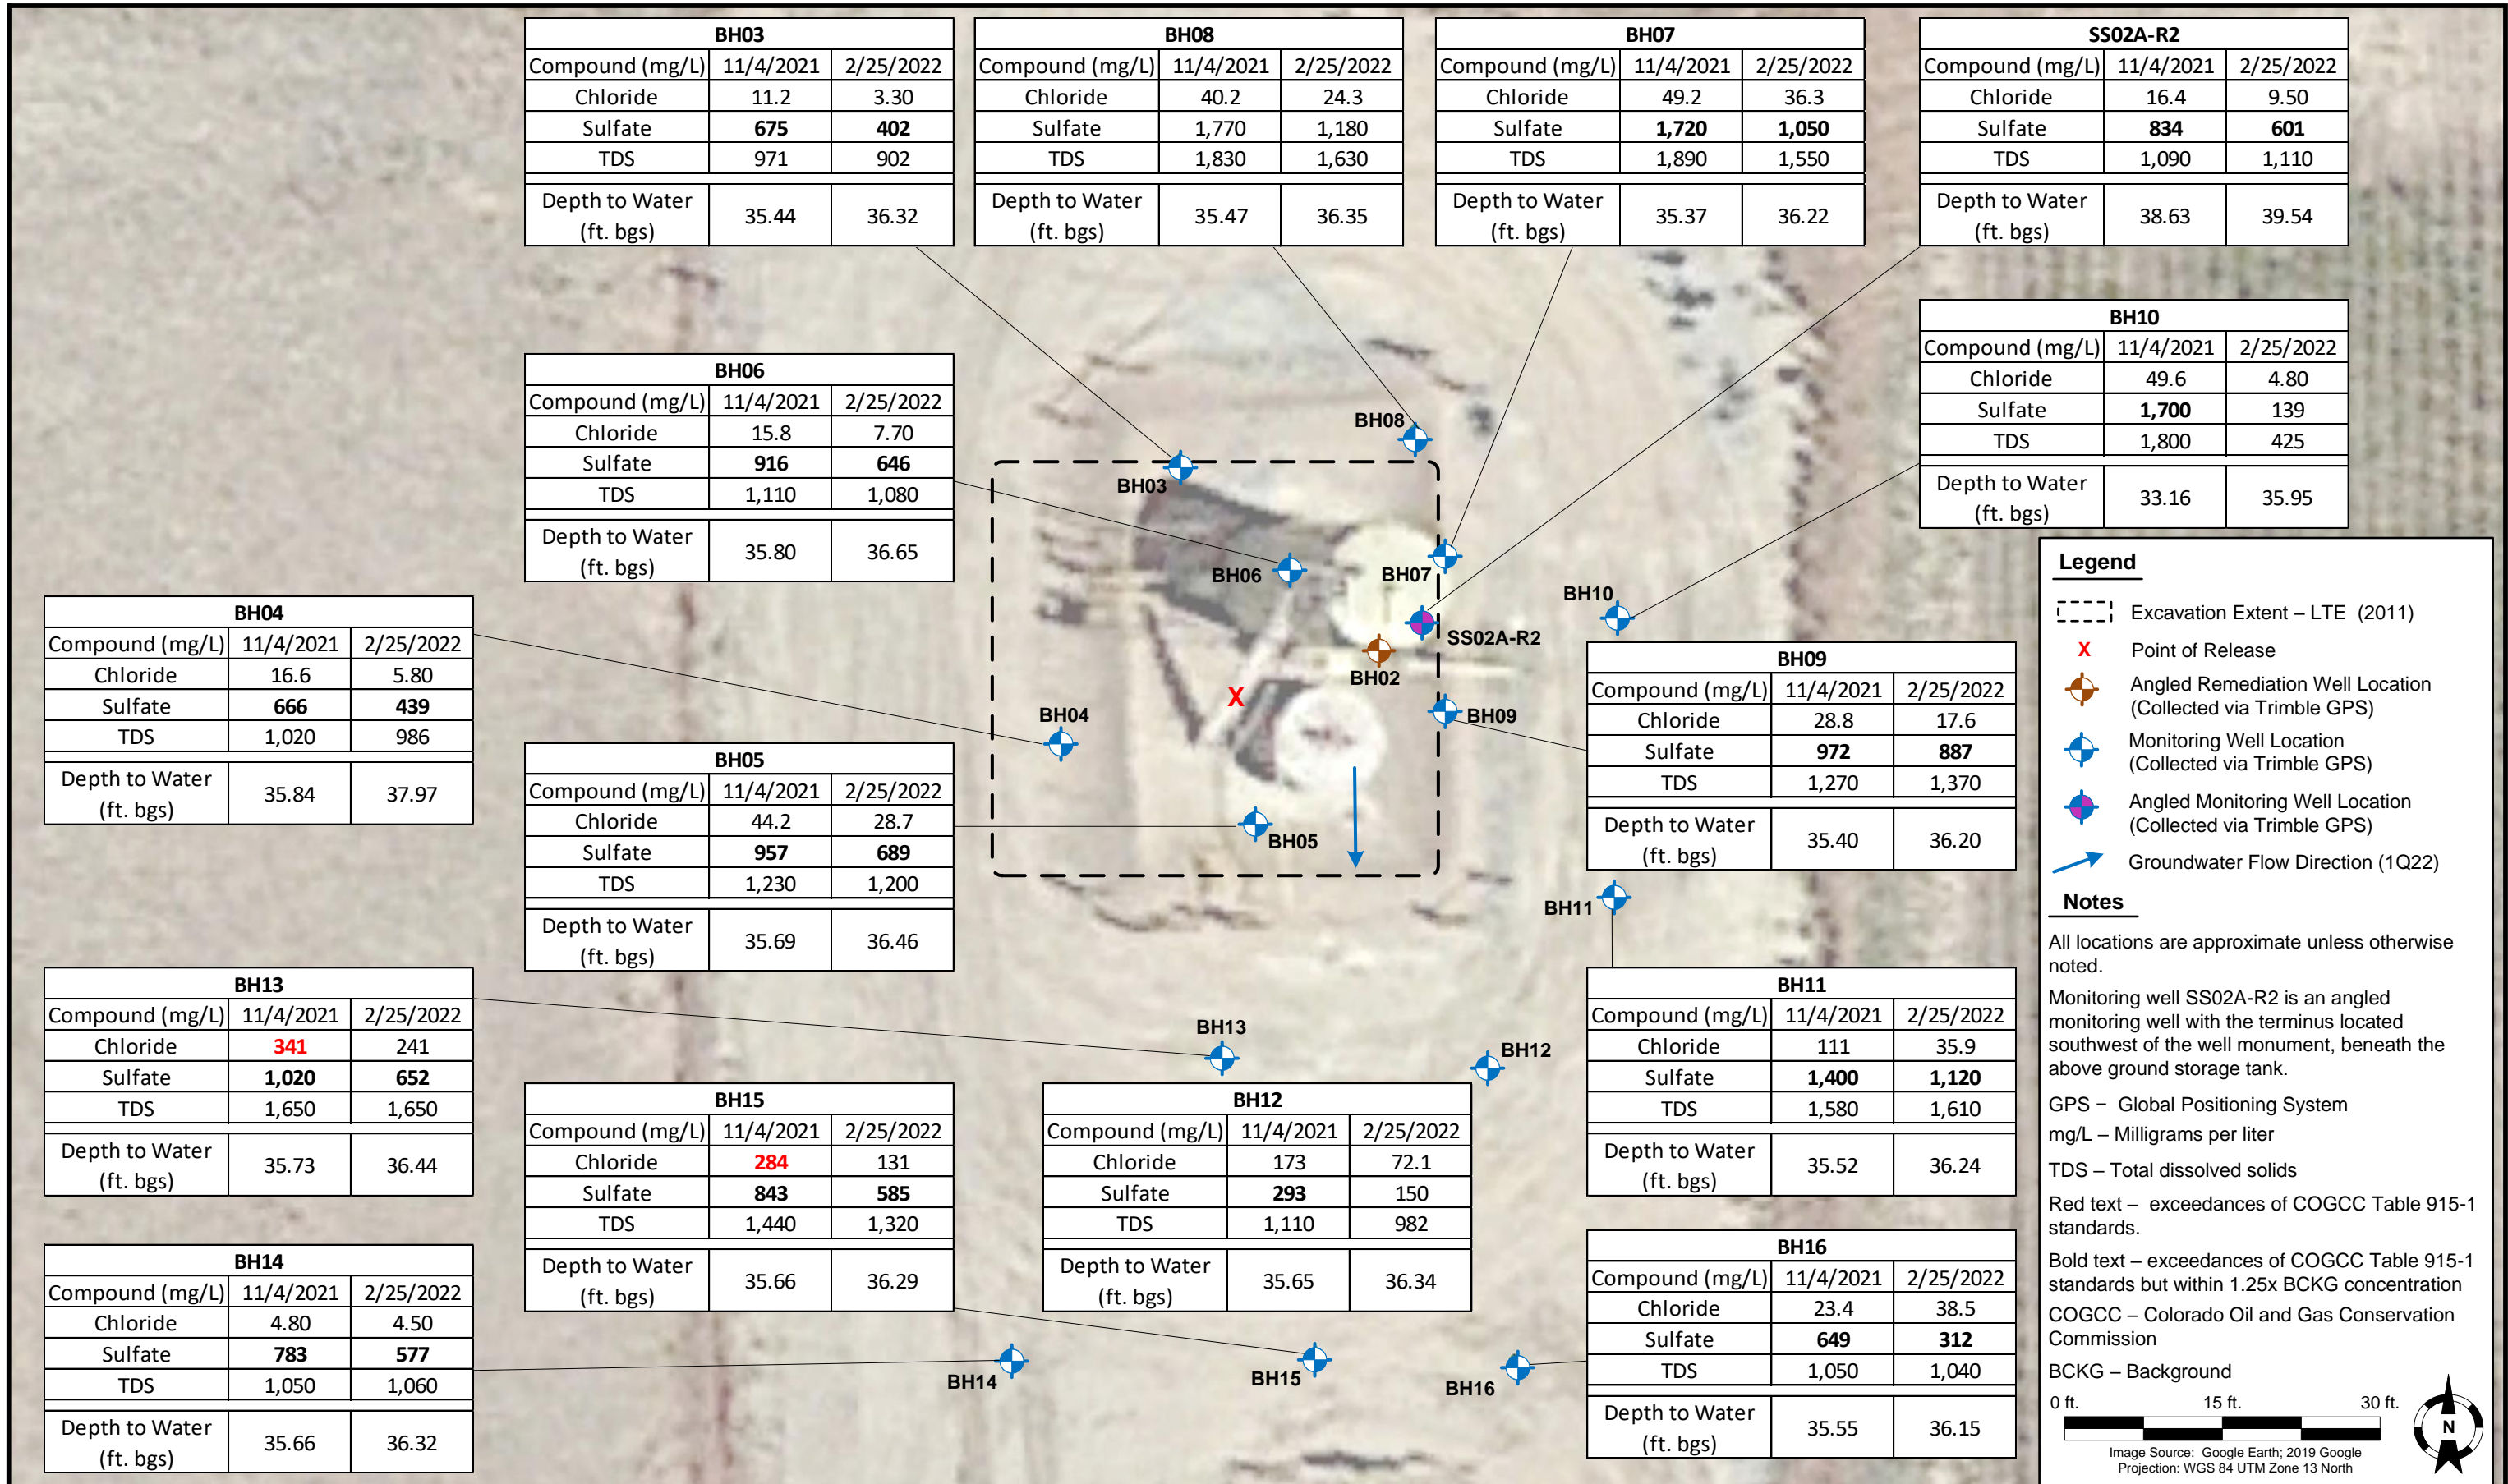 BH03
Compound (mg/L) 11/4/2021 2/25/2022
Chloride 11.2 3.30
Sulfate 675 402
TDS 971 902
Depth to Water
(ft. bgs) 35.44 36.32
BH08
Compound (mg/L) 11/4/2021 2/25/2022
Chloride 40.2 24.3
Sulfate 1,770 1,180
TDS 1,830 1,630
Depth to Water
(ft. bgs) 35.47 36.35
BH07
Compound (mg/L) 11/4/2021 2/25/2022
Chloride 49.2 36.3
Sulfate 1,720 1,050
TDS 1,890 1,550
Depth to Water
(ft. bgs) 35.37 36.22
SS02A-R2
Compound (mg/L) 11/4/2021 2/25/2022
Chloride 16.4 9.50
Sulfate 834 601
TDS 1,090 1,110
Depth to Water
(ft. bgs) 38.63 39.54
BH10
Compound (mg/L) 11/4/2021 2/25/2022
Chloride 49.6 4.80
Sulfate 1,700 139
TDS 1,800 425
Depth to Water
(ft. bgs) 33.16 35.95
BH06
Compound (mg/L) 11/4/2021 2/25/2022
Chloride 15.8 7.70
Sulfate 916 646
TDS 1,110 1,080
Depth to Water
(ft. bgs) 35.80 36.65
BH04
Compound (mg/L) 11/4/2021 2/25/2022
Chloride 16.6 5.80
Sulfate 666 439
TDS 1,020 986
Depth to Water
(ft. bgs) 35.84 37.97
BH05
Compound (mg/L) 11/4/2021 2/25/2022
Chloride 44.2 28.7
Sulfate 957 689
TDS 1,230 1,200
Depth to Water
(ft. bgs) 35.69 36.46
BH09
Compound (mg/L) 11/4/2021 2/25/2022
Chloride 28.8 17.6
Sulfate 972 887
TDS 1,270 1,370
Depth to Water
(ft. bgs) 35.40 36.20
BH13
Compound (mg/L) 11/4/2021 2/25/2022
Chloride 341 241
Sulfate 1,020 652
TDS 1,650 1,650
Depth to Water
(ft. bgs) 35.73 36.44
BH11
Compound (mg/L) 11/4/2021 2/25/2022
Chloride 111 35.9
Sulfate 1,400 1,120
TDS 1,580 1,610
Depth to Water
(ft. bgs) 35.52 36.24
BH15
Compound (mg/L) 11/4/2021 2/25/2022
Chloride 284 131
Sulfate 843 585
TDS 1,440 1,320
Depth to Water
(ft. bgs) 35.66 36.29
BH12
Compound (mg/L) 11/4/2021 2/25/2022
Chloride 173 72.1
Sulfate 293 150
TDS 1,110 982
Depth to Water
(ft. bgs) 35.65 36.34
BH14
Compound (mg/L) 11/4/2021 2/25/2022
Chloride 4.80 4.50
Sulfate 783 577
TDS 1,050 1,060
Depth to Water
(ft. bgs) 35.66 36.32
BH16
Compound (mg/L) 11/4/2021 2/25/2022
Chloride 23.4 38.5
Sulfate 649 312
TDS 1,050 1,040
Depth to Water
(ft. bgs) 35.55 36.15
BH08
BH03
BH06
BH07
BH10
SS02A-R2
BH02
X
BH04
BH09
BH05
BH11
BH13
BH12
BH14
BH15
BH16
Legend
Excavation Extent – LTE (2011)
X Point of Release
Angled Remediation Well Location
(Collected via Trimble GPS)
Monitoring Well Location
(Collected via Trimble GPS)
Angled Monitoring Well Location
(Collected via Trimble GPS)
Groundwater Flow Direction (1Q22)
Notes
All locations are approximate unless otherwise
noted.
Monitoring well SS02A-R2 is an angled
monitoring well with the terminus located
southwest of the well monument, beneath the
above ground storage tank.
GPS – Global Positioning System
mg/L – Milligrams per liter
TDS – Total dissolved solids
Red text – exceedances of COGCC Table 915-1
standards.
Bold text – exceedances of COGCC Table 915-1
standards but within 1.25x BCKG concentration
COGCC – Colorado Oil and Gas Conservation
Commission
BCKG – Background
0 ft. 15 ft. 30 ft.
N
Image Source: Google Earth; 2019 Google
Projection: WGS 84 UTM Zone 13 North